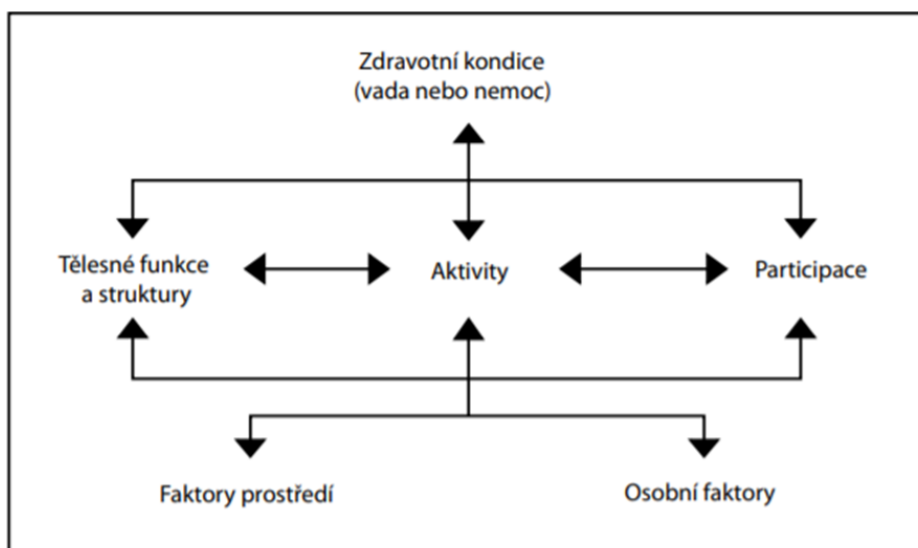 Zdravotní kondice
(vada nebo nemoc)
Tělesné funkce
a struktury
Aktivity
Participace
Faktory prostředí
Osobní faktory